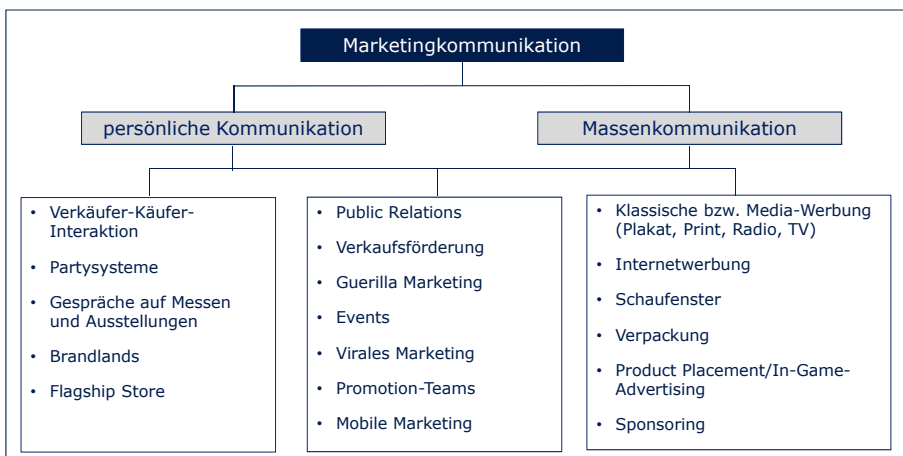 Marketingkommunikation
persönliche Kommunikation
Massenkommunikation
• Verkäufer-Käufer-
Interaktion
• Partysysteme
• Gespräche auf Messen
und Ausstellungen
• Brandlands
• Flagship Store
• Public Relations
• Verkaufsförderung
• Guerilla Marketing
• Events
• Virales Marketing
• Promotion-Teams
• Mobile Marketing
• Klassische bzw. Media-Werbung
(Plakat, Print, Radio, TV)
• Internetwerbung
• Schaufenster
• Verpackung
• Product Placement/In-Game-
Advertising
• Sponsoring